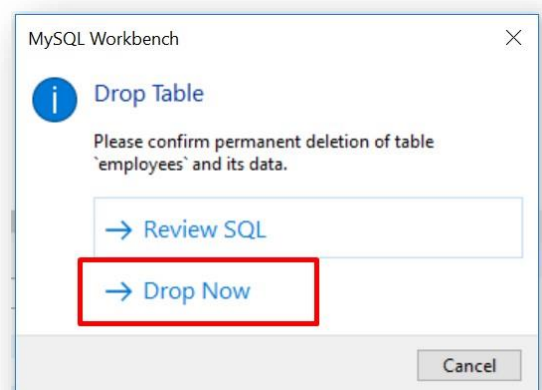 MySQL Workbench
Drop Table
Please confirm permanent deletion of table
`employees` and its data.
→ Review SQL
→ Drop Now
Cancel